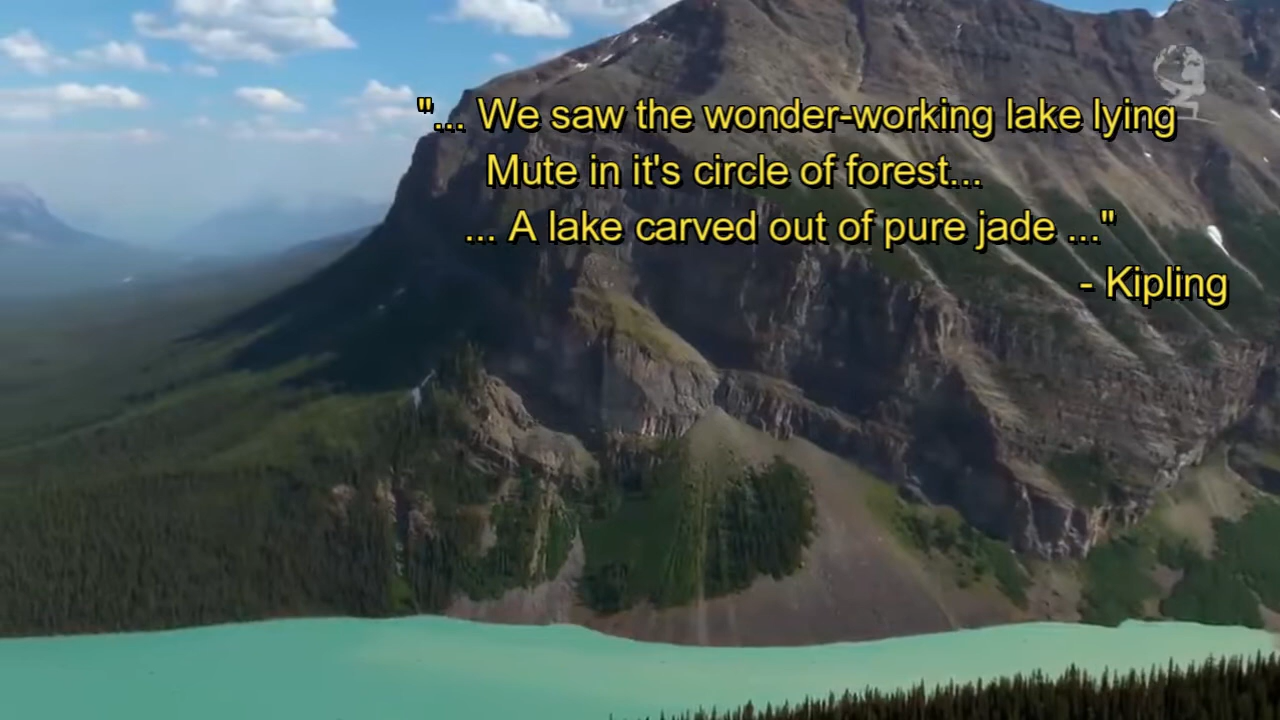 "... We saw the wonder-working lake lying
Mute in it's circle of forest...
... A lake carved out of pure jade ..."
- Kipling